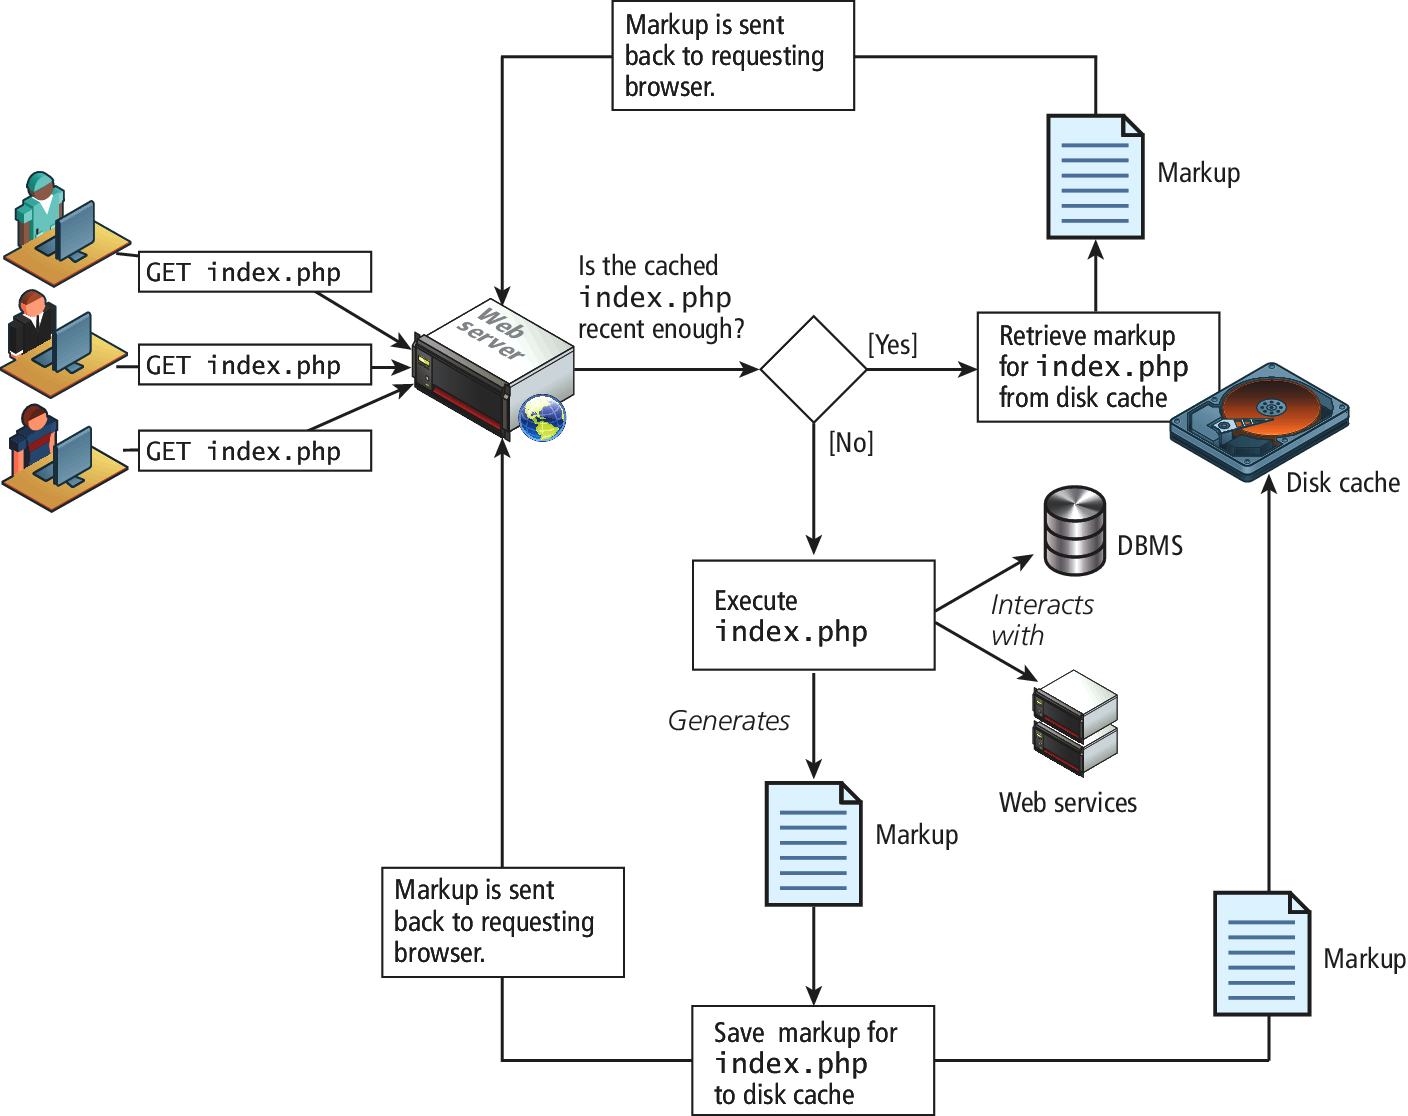 Markup is sent
back to requesting
browser.
Markup
GET index.php
GET index.php
GET index.php
Web
server
Is the cached
index.php
recent enough?
[Yes]
[No]
Retrieve markup
for index.php
from disk cache
Disk cache
DBMS
Execute
index.php
Interacts
with
Generates
Web services
Markup
Markup is sent
back to requesting
browser.
Markup
Save markup for
index.php
to disk cache